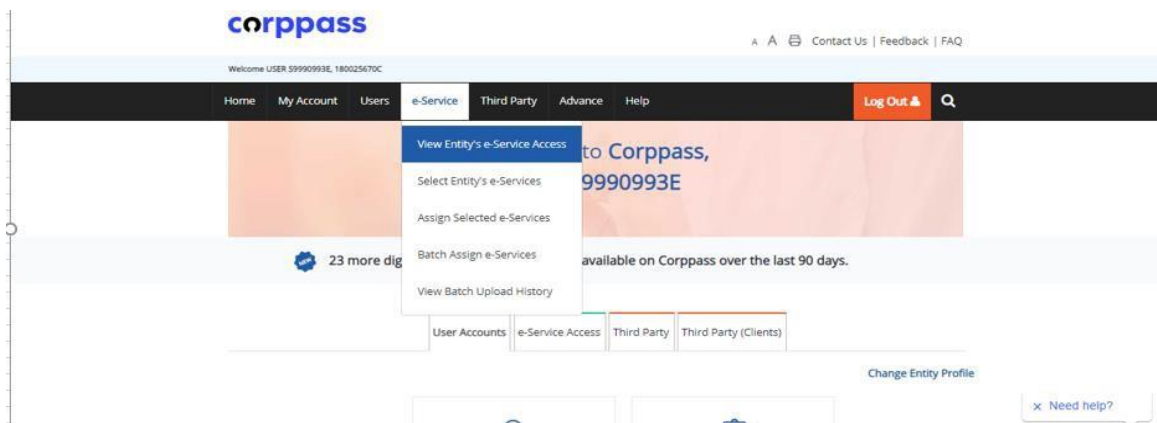 corppass
A A Contact Us | Feedback | FAQ
Welcome USER S9990993E, 180025670C
Home My Account Users e-Service Third Party Advance Help Log Out
View Entity's e-Service Access
to Corppass,
Select Entity's e-Services
9990993E
Assign Selected e-Services
NEW 23 more dig
Batch Assign e-Services
available on Corppass over the last 90 days.
View Batch Upload History
User Accounts e-Service Access Third Party Third Party (Clients)
Change Entity Profile
x Need help?